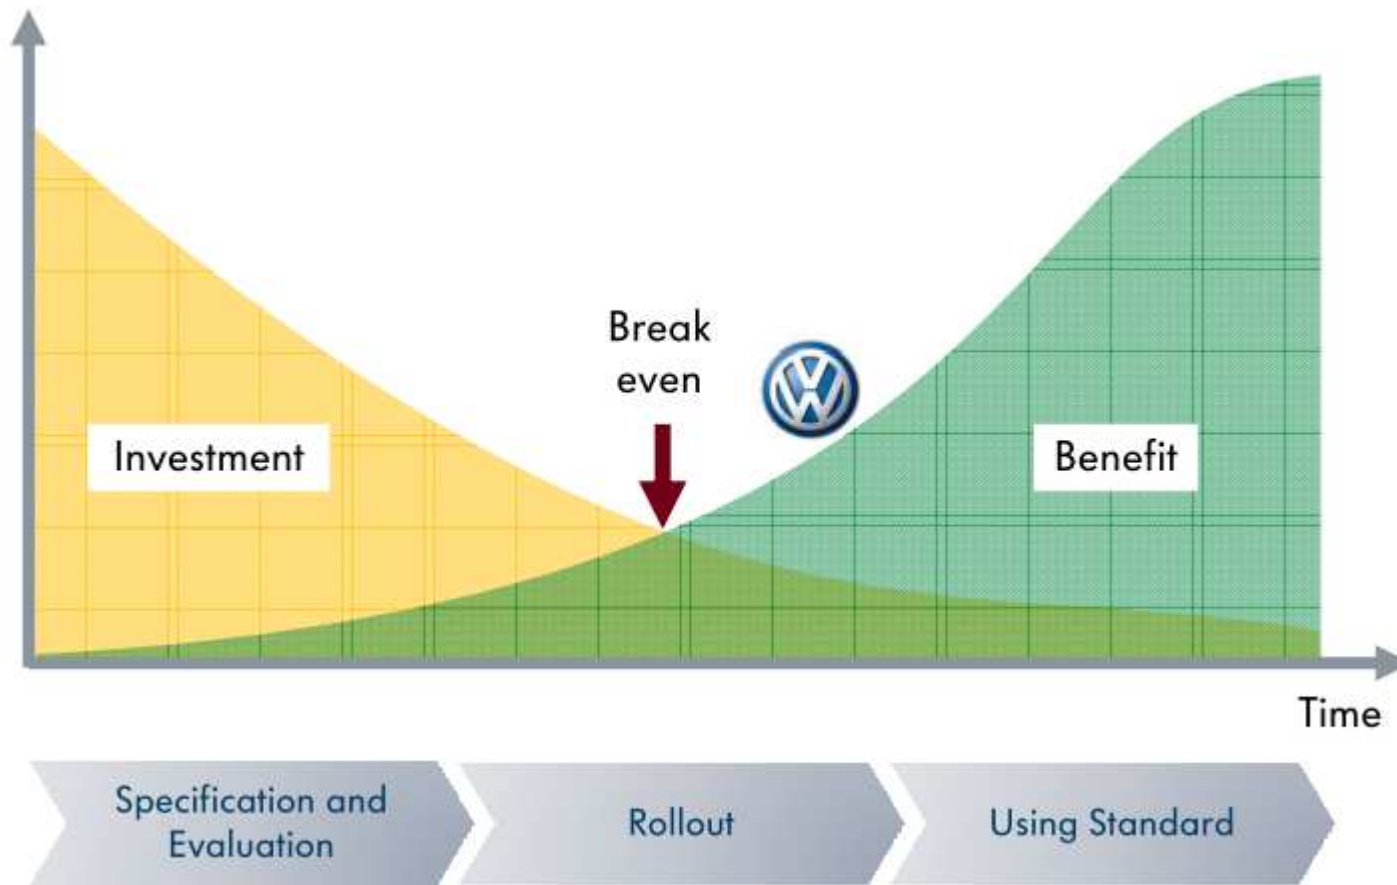 Break
even
Investment
Benefit
Time
Specification and
Evaluation
Rollout
Using Standard